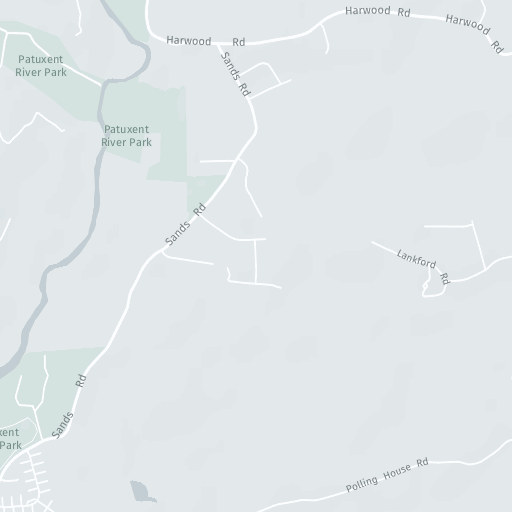 Harwood Rd
Harwood Rd
Harwood Rd
Patuxent
River Park
Sands Rd
Patuxent
River Park
Sands Rd
Lankford Rd
Sands Rd
xent
Park
Polling House Rd